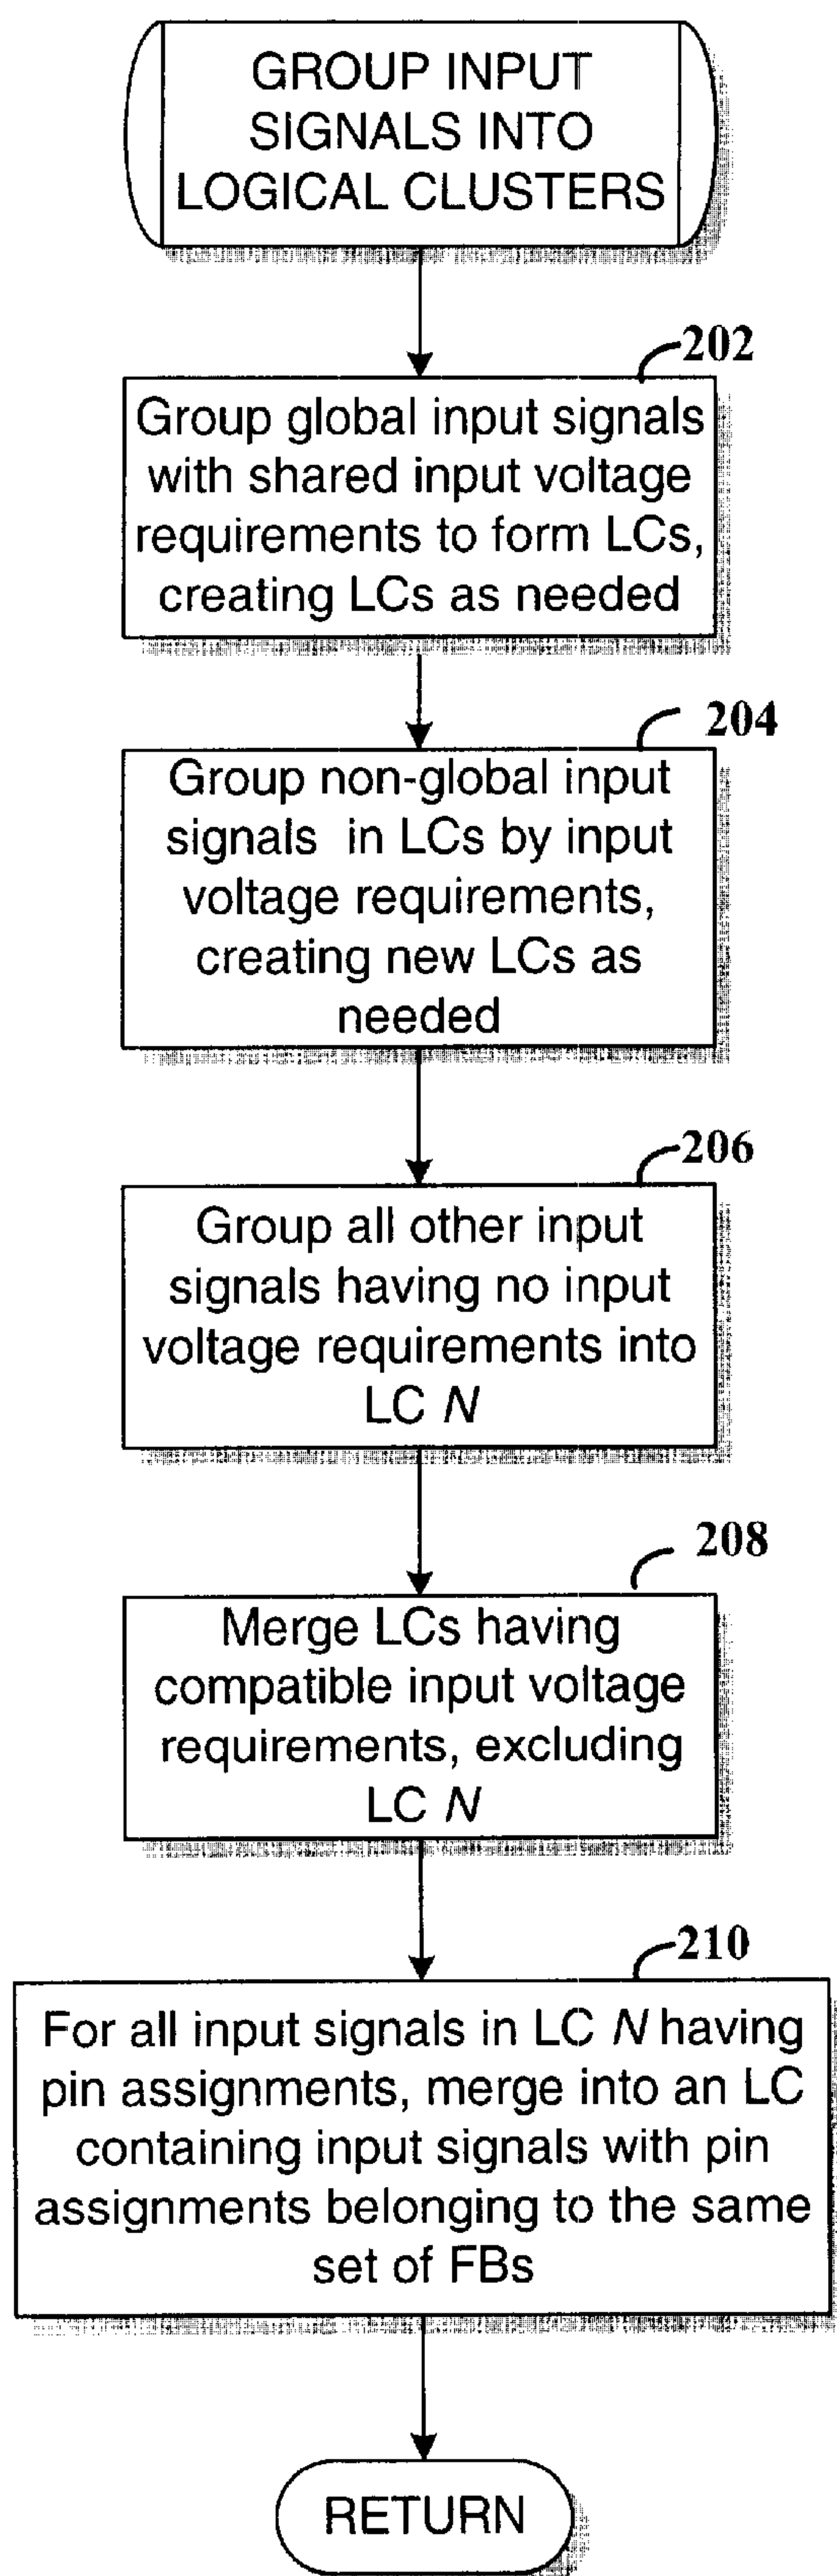 GROUP INPUT
SIGNALS INTO
LOGICAL CLUSTERS
202
Group global input signals
with shared input voltage
requirements to form LCs,
creating LCs as needed
204
Group non-global input
signals in LCs by input
voltage requirements,
creating new LCs as
needed
206
Group all other input
signals having no input
voltage requirements into
LC N
208
Merge LCs having
compatible input voltage
requirements, excluding
LC N
210
For all input signals in LC N having
pin assignments, merge into an LC
containing input signals with pin
assignments belonging to the same
set of FBs
RETURN